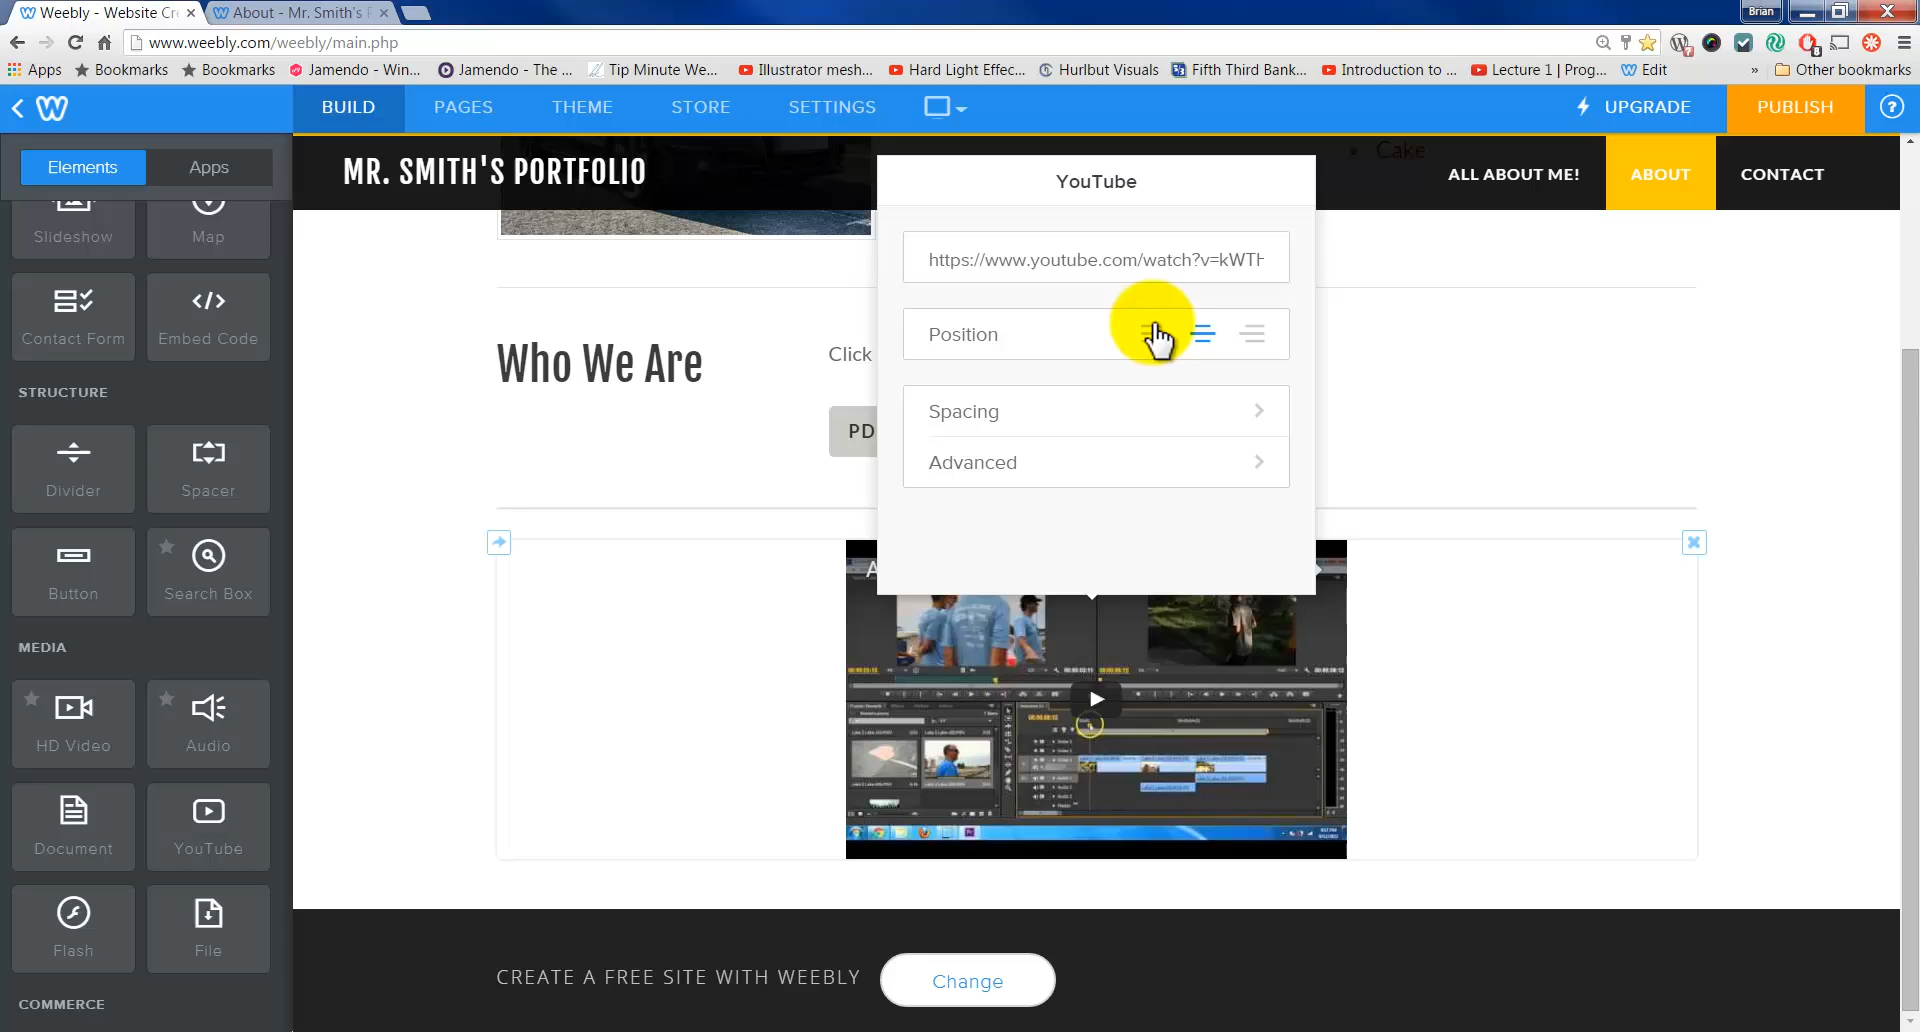 Weebly - Website Cre
About - Mr. Smith's P
Brian
www.weebly.com/weebly/main.php
Apps
Bookmarks
Bookmarks
Jamendo - Win...
Jamendo - The ...
Tip Minute We...
Illustrator mesh...
Hard Light Effec...
Hurlbut Visuals
Fifth Third Bank...
Introduction to ...
Lecture 1 | Prog...
Edit
»
Other bookmarks
BUILD
PAGES
THEME
STORE
SETTINGS
UPGRADE
PUBLISH
?
Elements
Apps
MR. SMITH'S PORTFOLIO
Cake
ALL ABOUT ME!
ABOUT
CONTACT
YouTube
https://www.youtube.com/watch?v=kWTH
Position
Spacing
Advanced
Slideshow
Map
Contact Form
Embed Code
STRUCTURE
Divider
Spacer
Button
Search Box
MEDIA
HD Video
Audio
Document
YouTube
Flash
File
COMMERCE
Who We Are
Click
PD
A
CREATE A FREE SITE WITH WEEBLY
Change